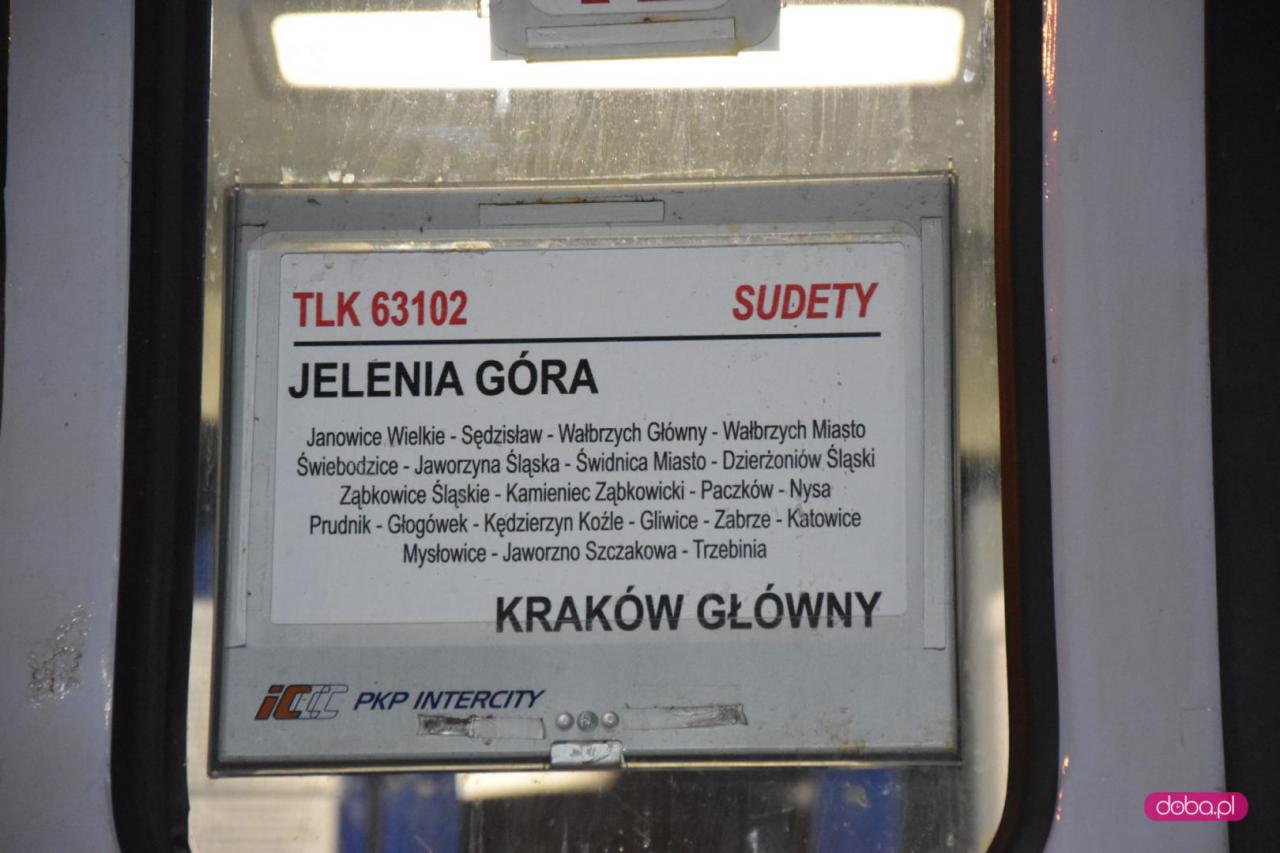 TLK 63102 SUDETY
JELENIA GÓRA
Janowice Wielkie - Sędzisław - Wałbrzych Główny - Wałbrzych Miasto
Świebodzice - Jaworzyna Śląska - Świdnica Miasto - Dzierżoniów Śląski
Ząbkowice Śląskie - Kamieniec Ząbkowicki - Paczków - Nysa
Prudnik - Głogówek - Kędzierzyn Koźle - Gliwice - Zabrze - Katowice
Mysłowice - Jaworzno Szczakowa - Trzebinia
KRAKÓW GŁÓWNY
iC PKP INTERCITY
doba.pl